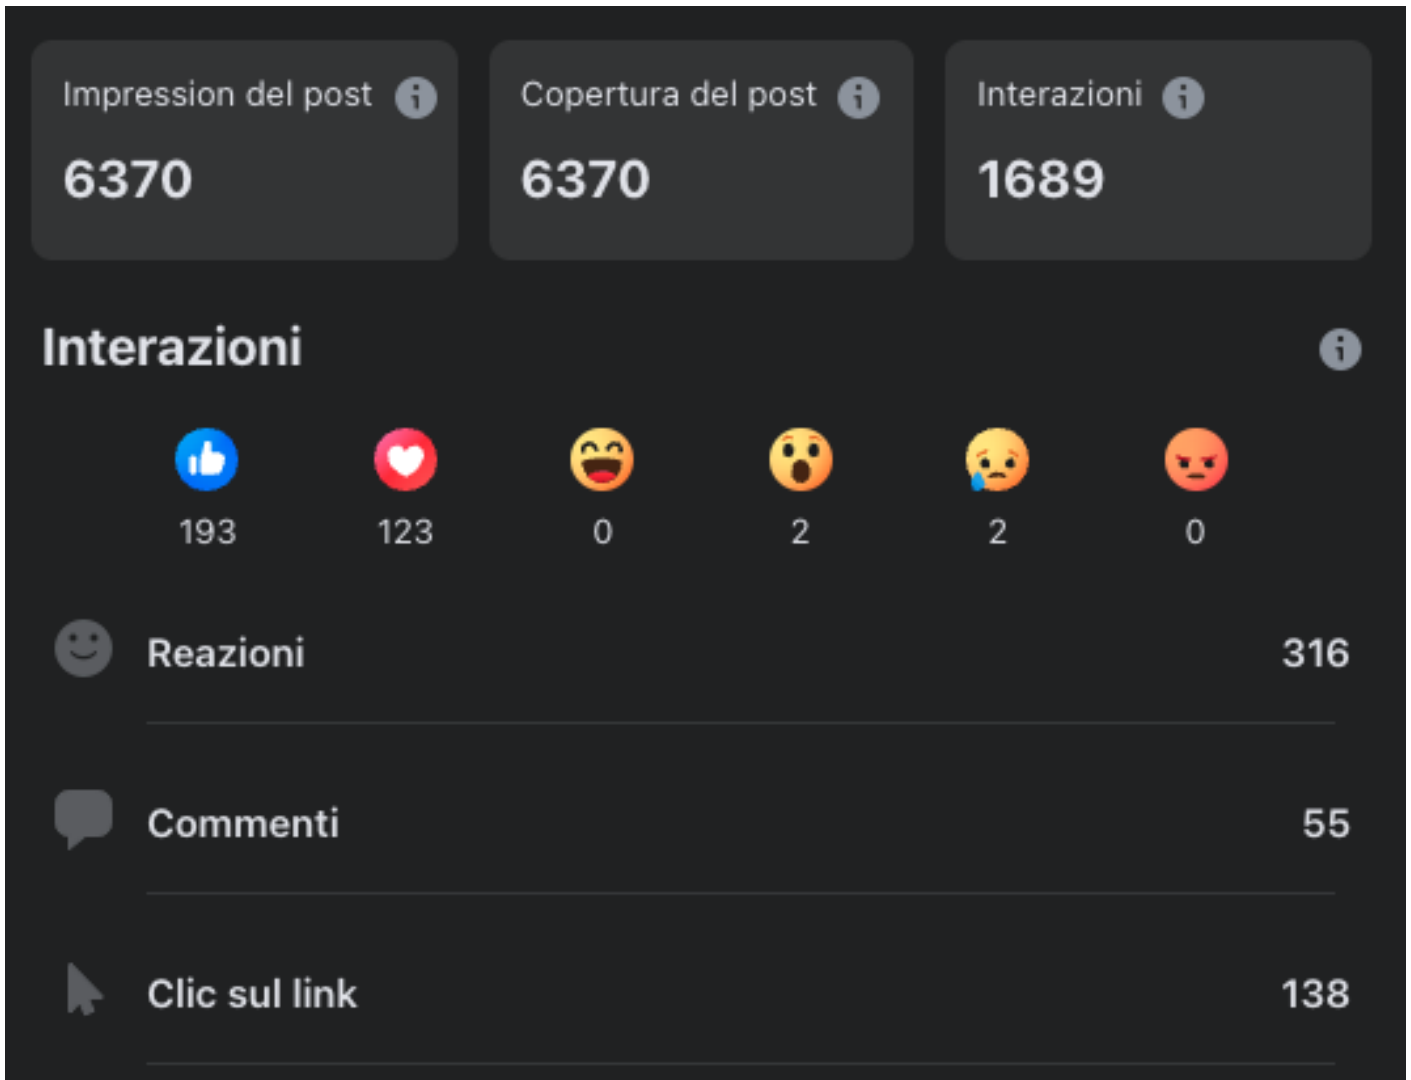 Impression del post
6370
Copertura del post
6370
Interazioni
1689
Interazioni
193 123 0 2 2 0
Reazioni 316
Commenti 55
Clic sul link 138